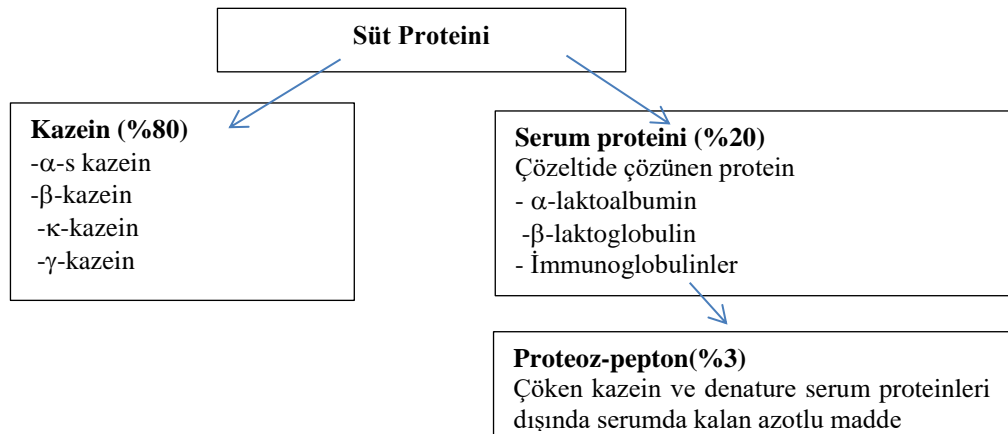 Süt Proteini
Kazein (%80)
-α-s kazein
-β-kazein
-κ-kazein
-γ-kazein
Serum proteini (%20)
Çözeltide çözünen protein
- α-laktoalbumin
-β-laktoglobulin
- İmmunoglobulinler
Proteoz-pepton(%3)
Çöken kazein ve denature serum proteinleri
dışında serumda kalan azotlu madde